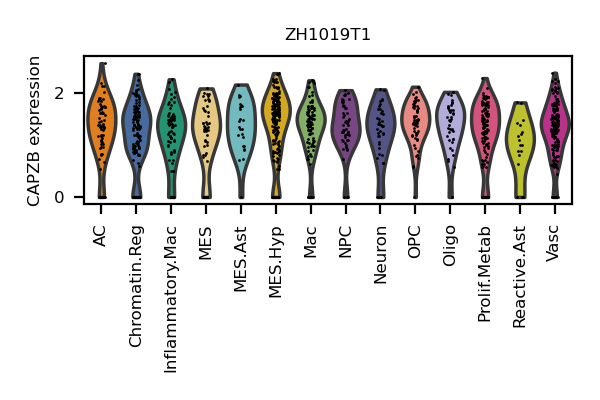 ZH1019T1
CAPZB expression
2
0
AC
Chromatin.Reg
Inflammatory.Mac
MES
MES.Ast
MES.Hyp
Mac
NPC
Neuron
OPC
Oligo
Prolif.Metab
Reactive.Ast
Vasc